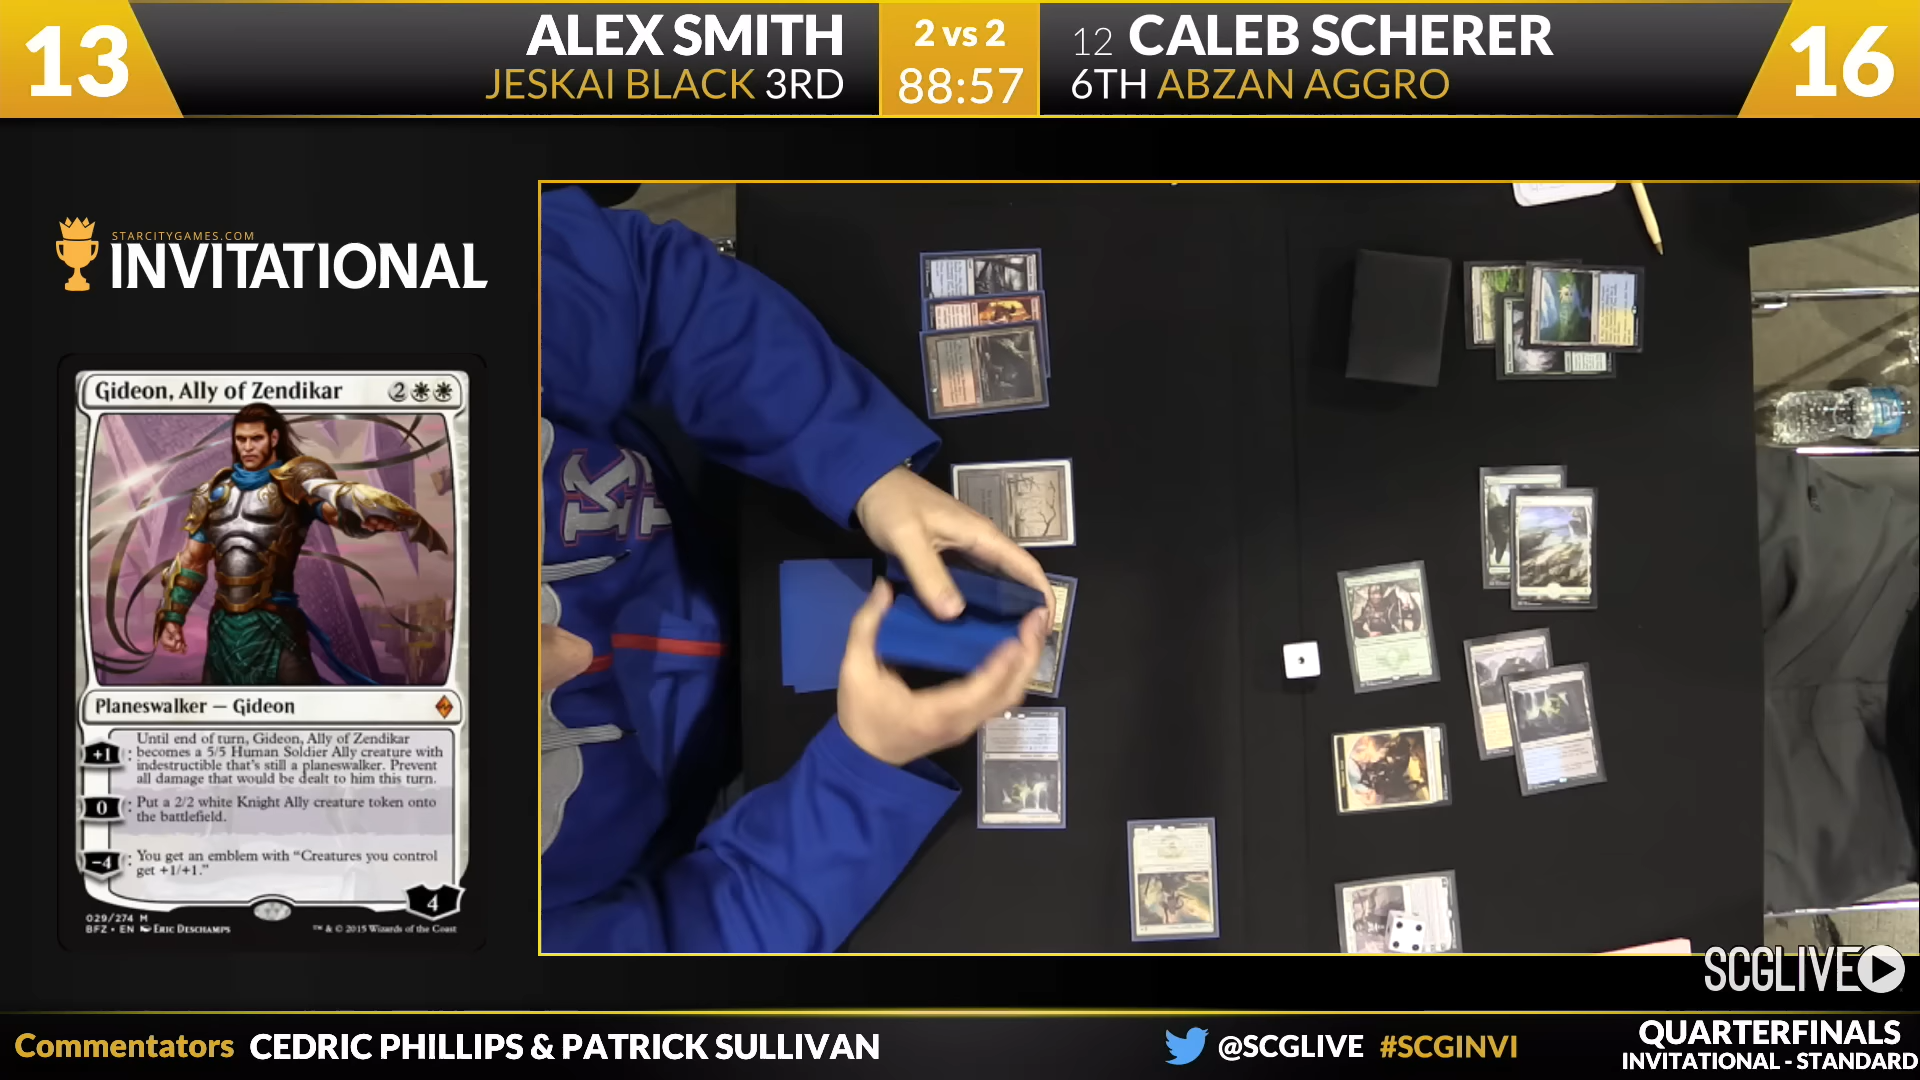 13
ALEX SMITH
JESKAI BLACK 3RD
2 vs 2
88:57
12 CALEB SCHERER
6TH ABZAN AGGRO
16
STARCITYGAMES.COM
INVITATIONAL
Gideon, Ally of Zendikar 2
Planeswalker — Gideon
+1: Until end of turn, Gideon, Ally of Zendikar
becomes a 5/5 Human Soldier Ally creature with
indestructible that's still a planeswalker. Prevent
all damage that would be dealt to him this turn.
0: Put a 2/2 white Knight Ally creature token onto
the battlefield.
-4: You get an emblem with "Creatures you control
get +1/+1."
4
029/274 M
BFZ • EN Eric Deschamps
™ & © 2015 Wizards of the Coast
K
SCGLIVE
Commentators CEDRIC PHILLIPS & PATRICK SULLIVAN
@SCGLIVE #SCGINVI
QUARTERFINALS
INVITATIONAL - STANDARD